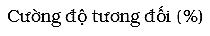 Cường độ tương đối (%)